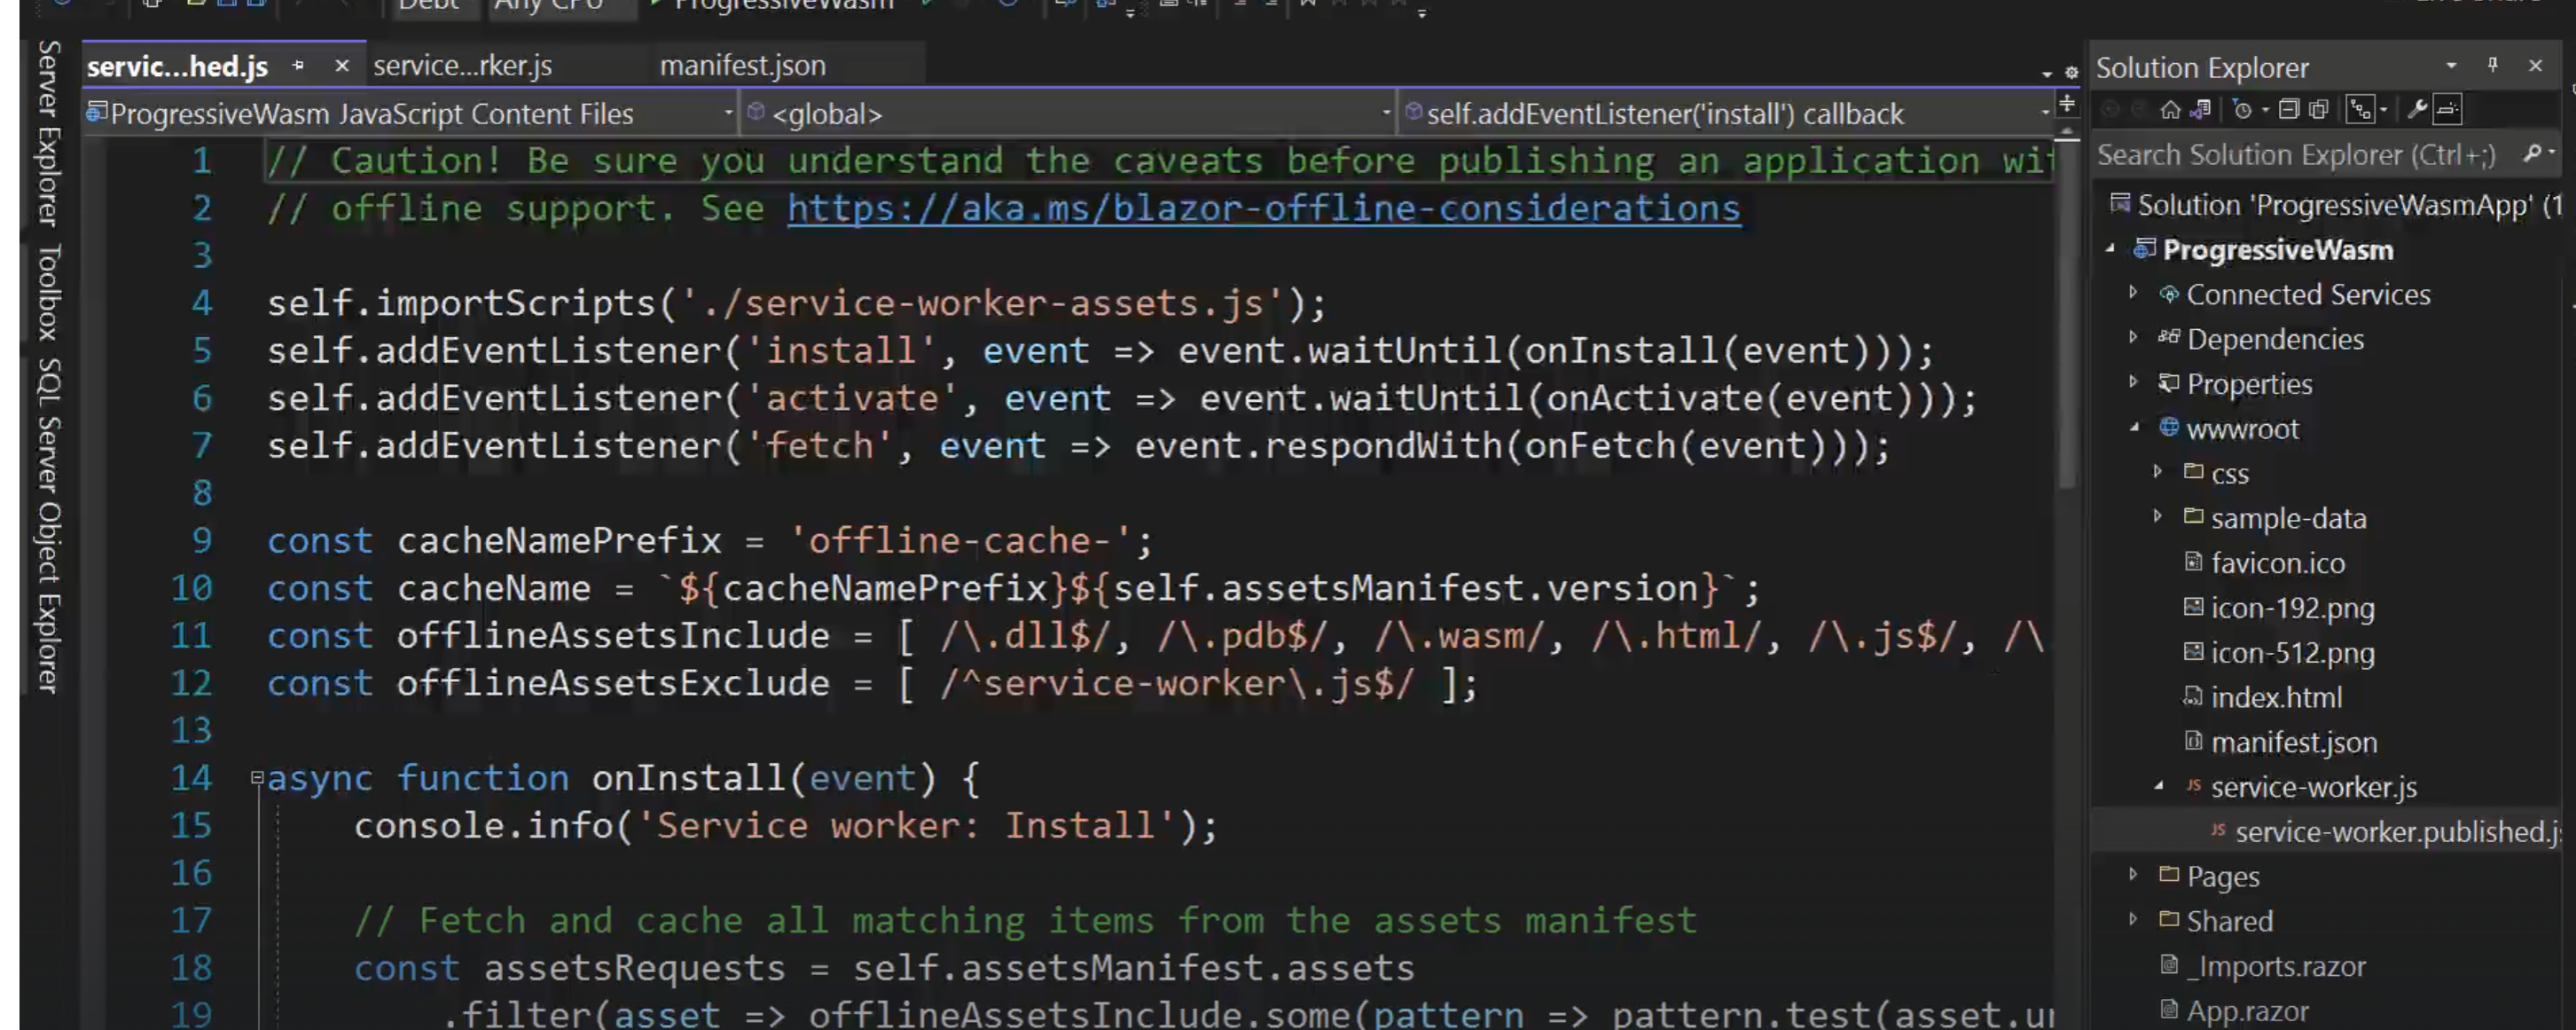 Any CPU ProgressiveWasm
Server Explorer Toolbox SQL Server Object Explorer
servic...hed.js service...rker.js manifest.json
ProgressiveWasm JavaScript Content Files <global> self.addEventListener('install') callback
1 // Caution! Be sure you understand the caveats before publishing an application wit
2 // offline support. See https://aka.ms/blazor-offline-considerations
3
4 self.importScripts('./service-worker-assets.js');
5 self.addEventListener('install', event => event.waitUntil(onInstall(event)));
6 self.addEventListener('activate', event => event.waitUntil(onActivate(event)));
7 self.addEventListener('fetch', event => event.respondWith(onFetch(event)));
8
9 const cacheNamePrefix = 'offline-cache-';
10 const cacheName = `${cacheNamePrefix}${self.assetsManifest.version}`;
11 const offlineAssetsInclude = [ /\.dll$/, /\.pdb$/, /\.wasm/, /\.html/, /\.js$/, /\.
12 const offlineAssetsExclude = [ /^service-worker\.js$/ ];
13
14 async function onInstall(event) {
15 console.info('Service worker: Install');
16
17 // Fetch and cache all matching items from the assets manifest
18 const assetsRequests = self.assetsManifest.assets
19 .filter(asset => offlineAssetsInclude.some(pattern => pattern.test(asset.ur
Solution Explorer
Search Solution Explorer (Ctrl+;)
Solution 'ProgressiveWasmApp' (1
ProgressiveWasm
Connected Services
Dependencies
Properties
wwwroot
css
sample-data
favicon.ico
icon-192.png
icon-512.png
index.html
manifest.json
JS service-worker.js
JS service-worker.published.j
Pages
Shared
_Imports.razor
App.razor